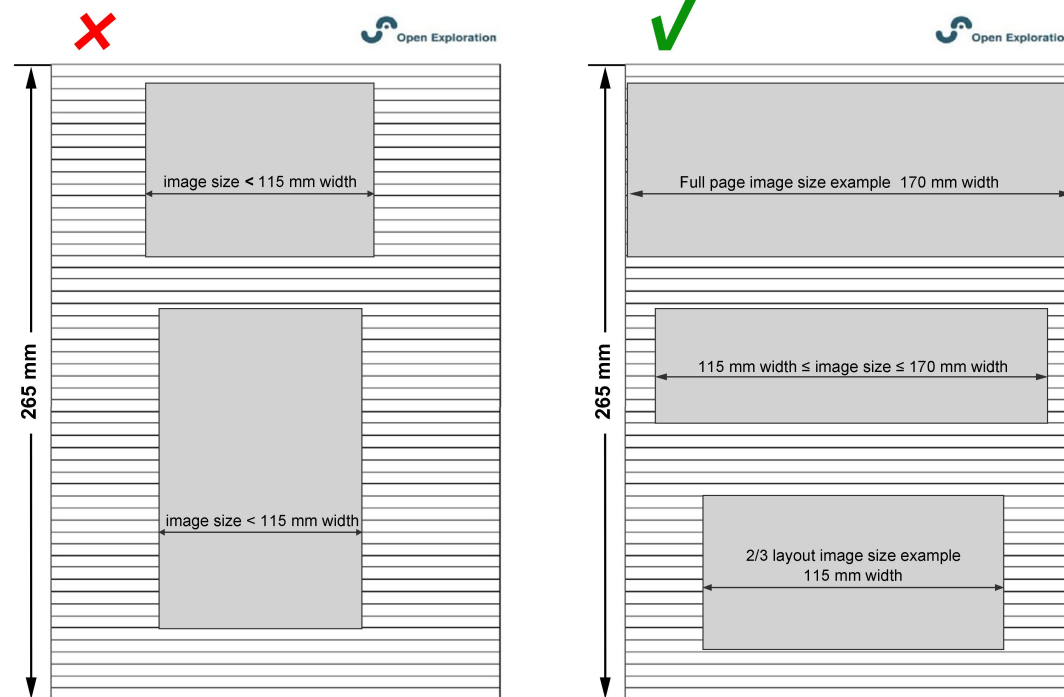 Open Exploration
image size < 115 mm width
265 mm
image size < 115 mm width
Open Exploratio
Full page image size example 170 mm width
115 mm width ≤ image size ≤ 170 mm width
265 mm
2/3 layout image size example
115 mm width